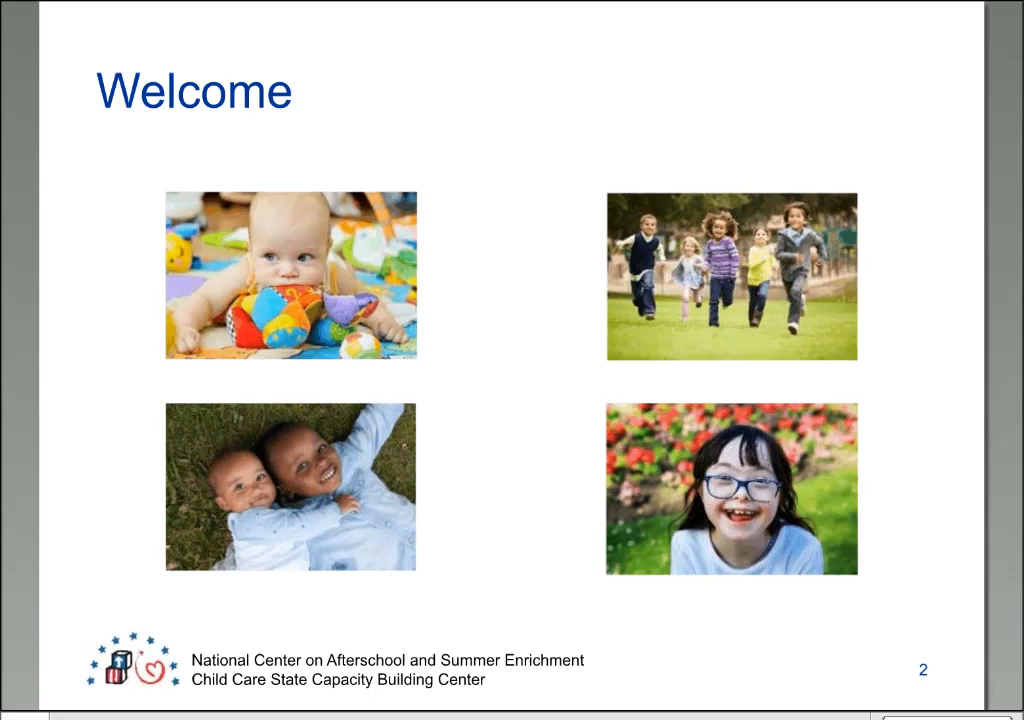 Welcome
National Center on Afterschool and Summer Enrichment
Child Care State Capacity Building Center
2